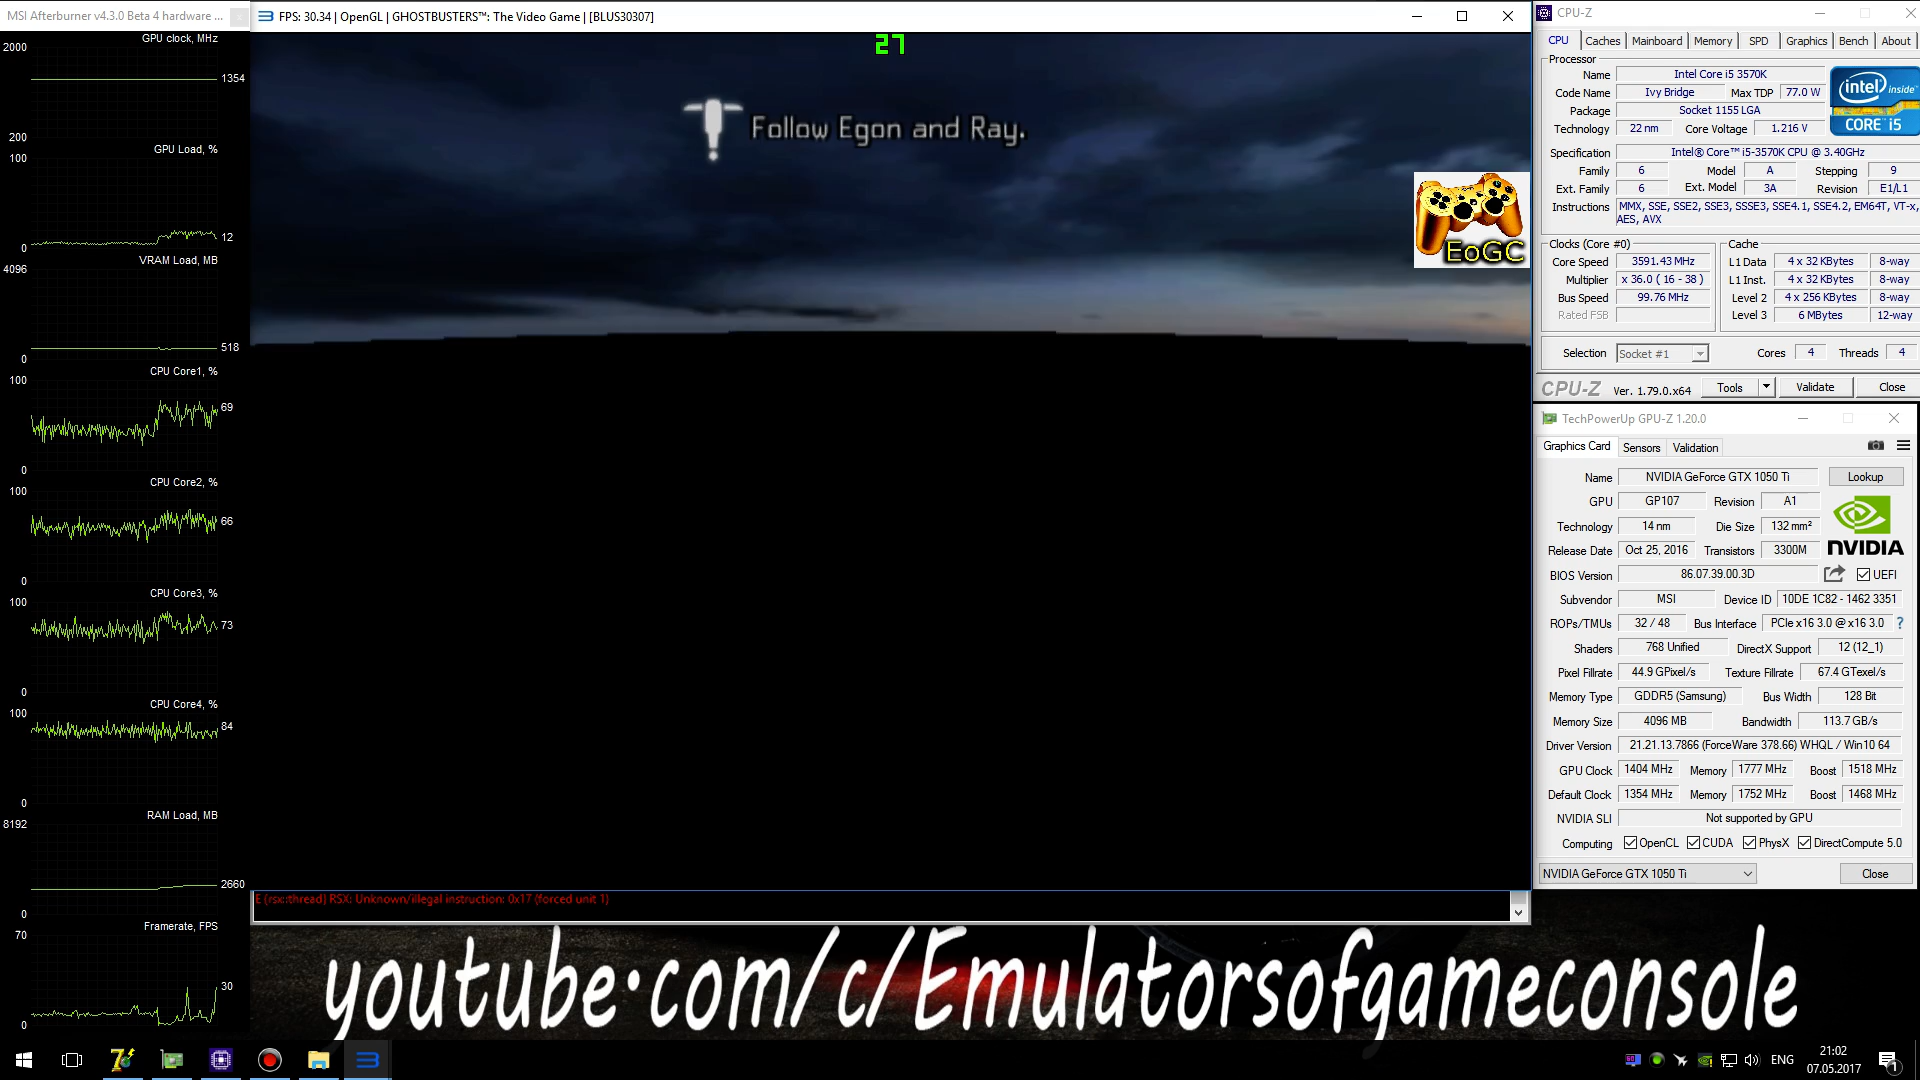 MSI Afterburner v4.3.0 Beta 4 hardware ...
GPU clock, MHz
2000
1354
200
GPU Load, %
100
12
0
VRAM Load, MB
4096
518
0
CPU Core1, %
100
69
0
CPU Core2, %
100
66
0
CPU Core3, %
100
73
0
CPU Core4, %
100
84
0
RAM Load, MB
8192
2660
0
Framerate, FPS
70
30
0
FPS: 30.34 | OpenGL | GHOSTBUSTERS™: The Video Game | [BLUS30307]
27
Follow Egon and Ray.
EoGC
E {rsx::thread} RSX: Unknown/illegal instruction: 0x17 (forced unit 1)
youtube.com/c/Emulatorsofgameconsole
CPU-Z
CPU Caches Mainboard Memory SPD Graphics Bench About
Processor
Name Intel Core i5 3570K
Code Name Ivy Bridge Max TDP 77.0 W
Package Socket 1155 LGA
Technology 22 nm Core Voltage 1.216 V
intel inside™
CORE i5
Specification Intel® Core™ i5-3570K CPU @ 3.40GHz
Family 6 Model A Stepping 9
Ext. Family 6 Ext. Model 3A Revision E1/L1
Instructions MMX, SSE, SSE2, SSE3, SSSE3, SSE4.1, SSE4.2, EM64T, VT-x,
AES, AVX
Clocks (Core #0)
Core Speed 3591.43 MHz
Multiplier x 36.0 ( 16 - 38 )
Bus Speed 99.76 MHz
Rated FSB
Cache
L1 Data 4 x 32 KBytes 8-way
L1 Inst. 4 x 32 KBytes 8-way
Level 2 4 x 256 KBytes 8-way
Level 3 6 MBytes 12-way
Selection Socket #1 Cores 4 Threads 4
CPU-Z Ver. 1.79.0.x64 Tools Validate Close
TechPowerUp GPU-Z 1.20.0
Graphics Card Sensors Validation
Name NVIDIA GeForce GTX 1050 Ti Lookup
GPU GP107 Revision A1
Technology 14 nm Die Size 132 mm²
Release Date Oct 25, 2016 Transistors 3300M
NVIDIA
BIOS Version 86.07.39.00.3D UEFI
Subvendor MSI Device ID 10DE 1C82 - 1462 3351
ROPs/TMUs 32 / 48 Bus Interface PCIe x16 3.0 @ x16 3.0 ?
Shaders 768 Unified DirectX Support 12 (12_1)
Pixel Fillrate 44.9 GPixel/s Texture Fillrate 67.4 GTexel/s
Memory Type GDDR5 (Samsung) Bus Width 128 Bit
Memory Size 4096 MB Bandwidth 113.7 GB/s
Driver Version 21.21.13.7866 (ForceWare 378.66) WHQL / Win10 64
GPU Clock 1404 MHz Memory 1777 MHz Boost 1518 MHz
Default Clock 1354 MHz Memory 1752 MHz Boost 1468 MHz
NVIDIA SLI Not supported by GPU
Computing OpenCL CUDA PhysX DirectCompute 5.0
NVIDIA GeForce GTX 1050 Ti Close
ENG
21:02
07.05.2017
1